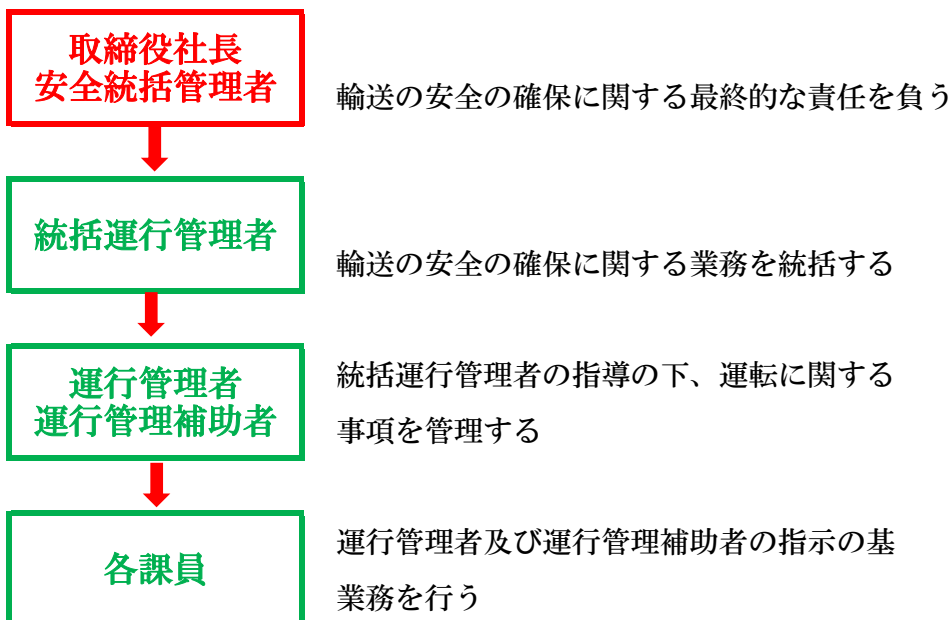 取締役社長
安全統括管理者
輸送の安全の確保に関する最終的な責任を負う
統括運行管理者
輸送の安全の確保に関する業務を統括する
運行管理者
運行管理補助者
統括運行管理者の指導の下、運転に関する
事項を管理する
各課員
運行管理者及び運行管理補助者の指示の基
業務を行う